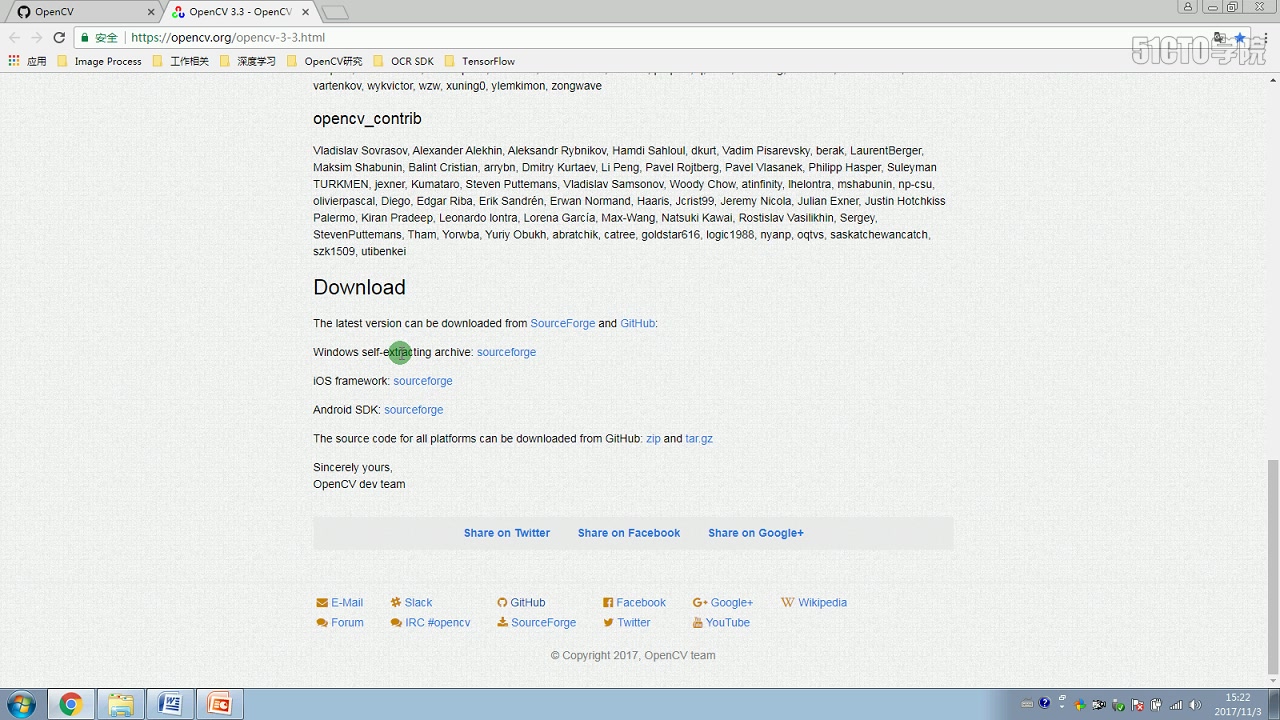 OpenCV
OpenCV 3.3 - OpenCV
安全 https://opencv.org/opencv-3-3.html
51CTO学院
应用 Image Process 工作相关 深度学习 OpenCV研究 OCR SDK TensorFlow
vartenkov, wykvictor, wzw, xuning0, ylemkimon, zongwave
opencv_contrib
Vladislav Sovrasov, Alexander Alekhin, Aleksandr Rybnikov, Hamdi Sahloul, dkurt, Vadim Pisarevsky, berak, LaurentBerger,
Maksim Shabunin, Balint Cristian, arrybn, Dmitry Kurtaev, Li Peng, Pavel Rojtberg, Pavel Vlasanek, Philipp Hasper, Suleyman
TURKMEN, jexner, Kumataro, Steven Puttemans, Vladislav Samsonov, Woody Chow, atinfinity, lhelontra, mshabunin, np-csu,
olivierpascal, Diego, Edgar Riba, Erik Sandrén, Erwan Normand, Haaris, Jcrist99, Jeremy Nicola, Julian Exner, Justin Hotchkiss
Palermo, Kiran Pradeep, Leonardo lontra, Lorena García, Max-Wang, Natsuki Kawai, Rostislav Vasilikhin, Sergey,
StevenPuttemans, Tham, Yorwba, Yuriy Obukh, abratchik, catree, goldstar616, logic1988, nyanp, oqtvs, saskatchewancatch,
szk1509, utibenkei
Download
The latest version can be downloaded from SourceForge and GitHub:
Windows self-extracting archive: sourceforge
iOS framework: sourceforge
Android SDK: sourceforge
The source code for all platforms can be downloaded from GitHub: zip and tar.gz
Sincerely yours,
OpenCV dev team
Share on Twitter Share on Facebook Share on Google+
E-Mail Slack GitHub Facebook Google+ Wikipedia
Forum IRC #opencv SourceForge Twitter YouTube
© Copyright 2017, OpenCV team
15:22
2017/11/3